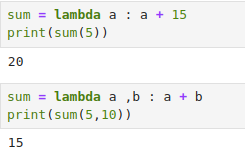 sum = lambda a : a + 15
print(sum(5))
20
sum = lambda a ,b : a + b
print(sum(5,10))
15